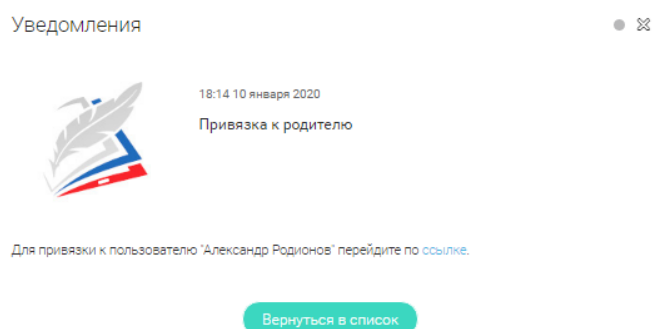 Уведомления
18:14 10 января 2020
Привязка к родителю
Для привязки к пользователю "Александр Родионов" перейдите по ссылке.
Вернуться в список